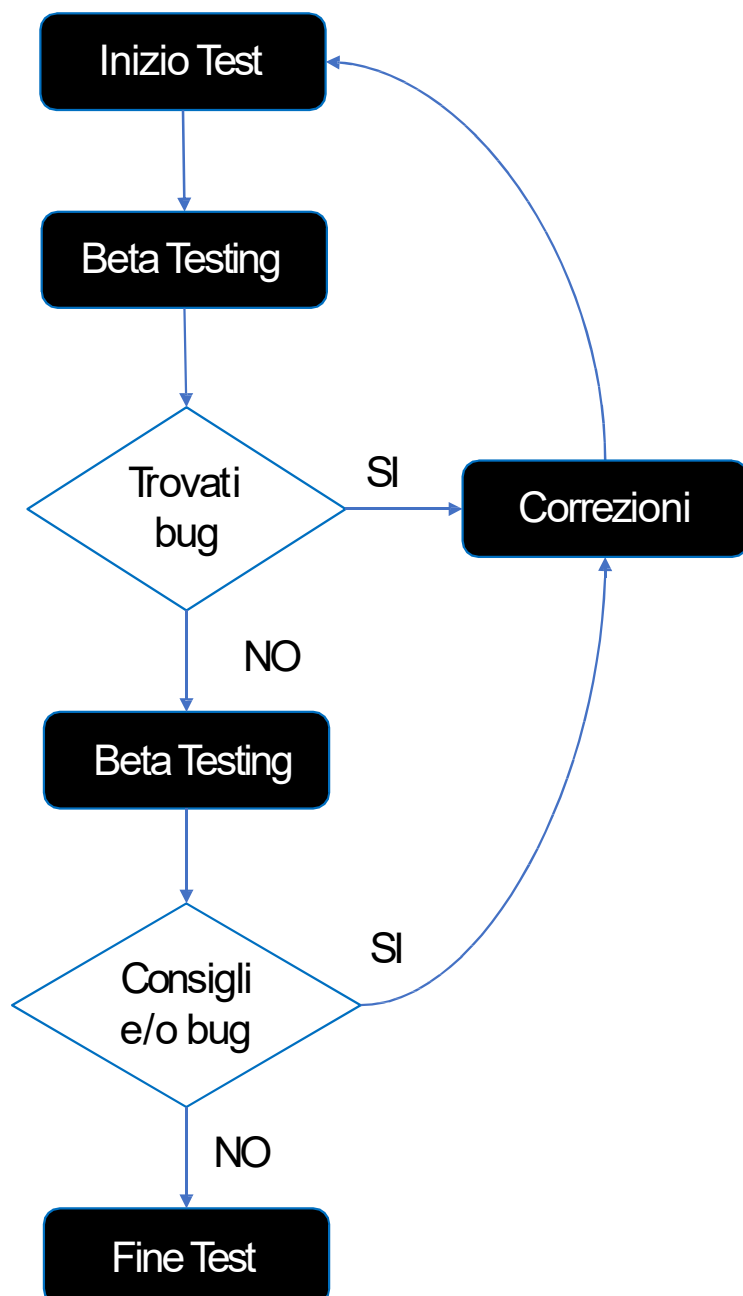 Inizio Test
Beta Testing
Trovati
bug
SI
Correzioni
NO
Beta Testing
Consigli
e/o bug
SI
NO
Fine Test